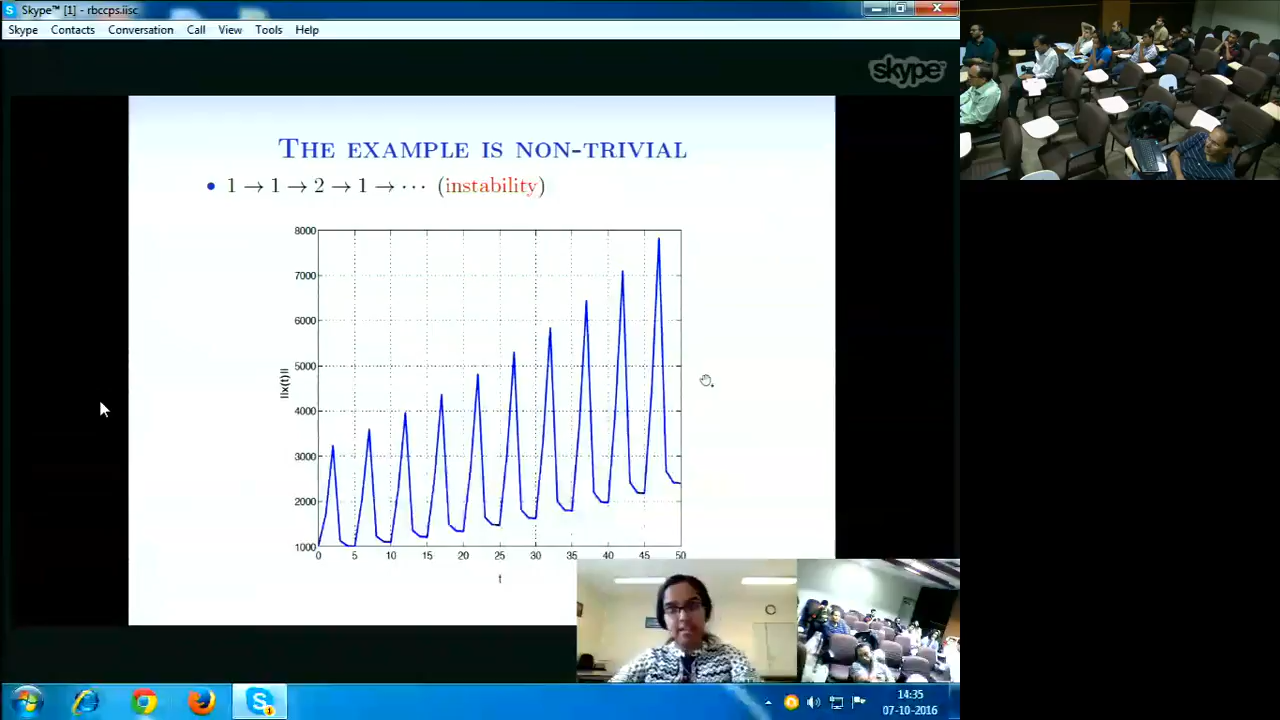 Skype™ [1] - rbccps.iisc
Skype Contacts Conversation Call View Tools Help
skype
THE EXAMPLE IS NON-TRIVIAL
• 1 → 1 → 2 → 1 → ⋯ (instability)
8000
7000
6000
5000
4000
3000
2000
1000
||x(t)||
0 5 10 15 20 25 30 35 40 45 50
t
14:35
07-10-2016